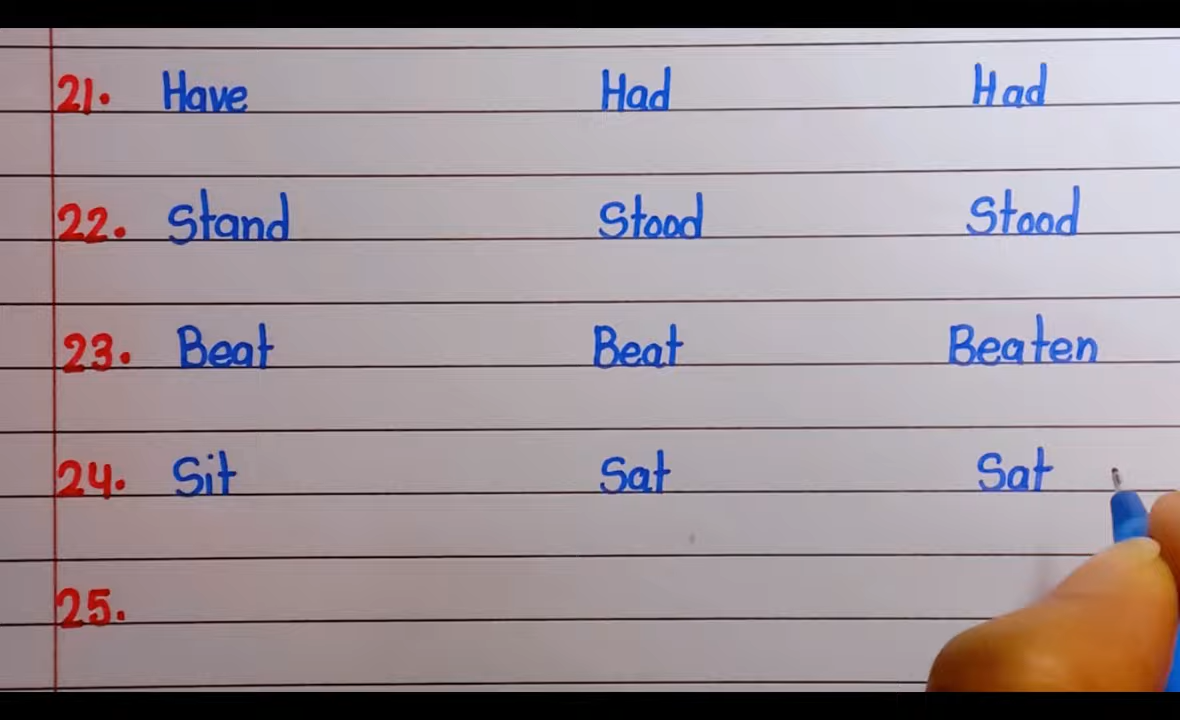 21. Have Had Had
22. Stand Stood Stood
23. Beat Beat Beaten
24. Sit Sat Sat
25.